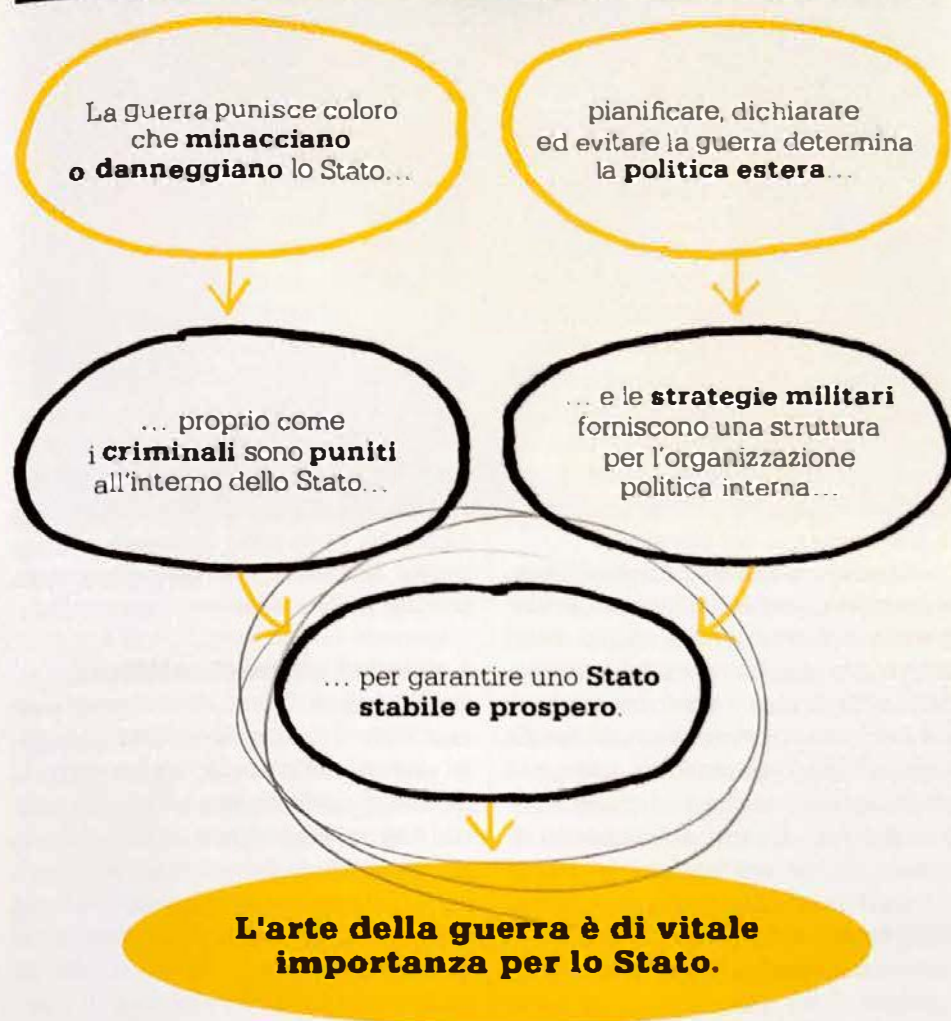 La guerra punisce coloro
che minacciano
o danneggiano lo Stato...
pianificare, dichiarare
ed evitare la guerra determina
la politica estera...
... proprio come
i criminali sono puniti
all'interno dello Stato...
... e le strategie militari
forniscono una struttura
per l'organizzazione
politica interna...
... per garantire uno Stato
stabile e prospero.
L'arte della guerra è di vitale
importanza per lo Stato.